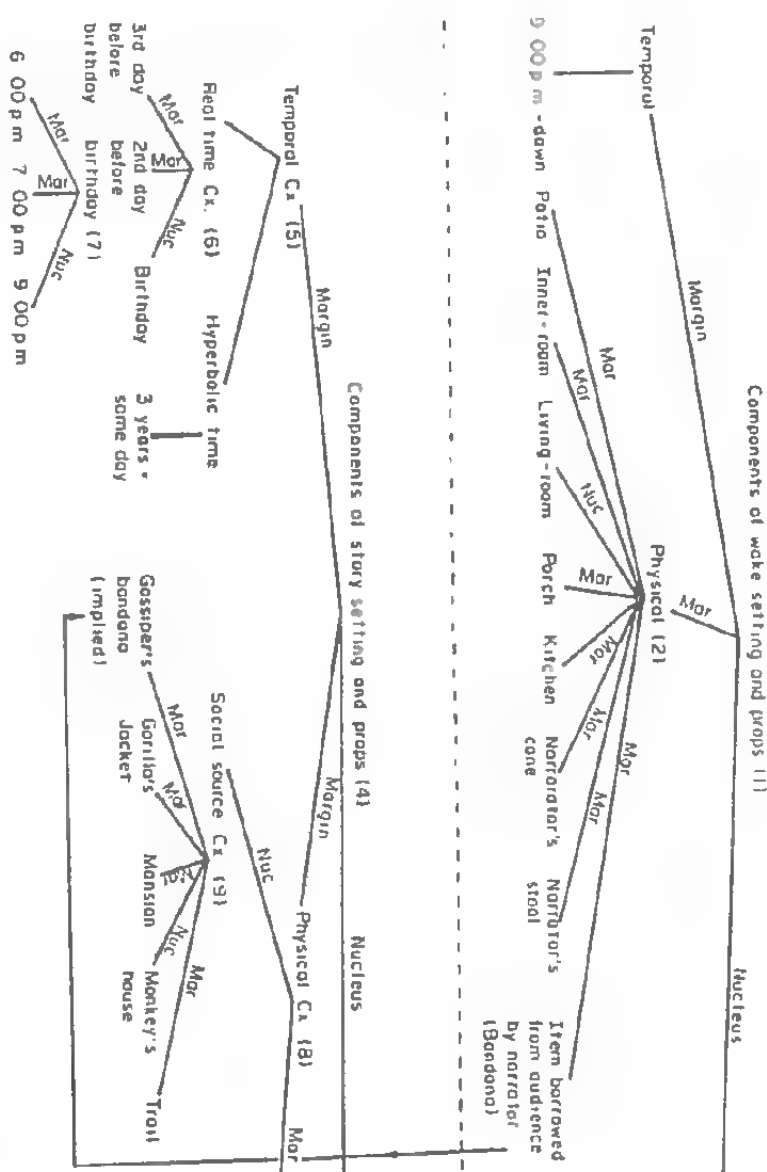 Components of wake setting and props (1)
Margin
Nucleus
Mar
Temporal
Physical (2)
Mar
Mar
Nuc
Mar
Mar
Mar
Mar
Mar
9 00 p m - dawn
Patio
Inner-room
Living-room
Porch
Kitchen
Narrarator's
cane
Narrator's
stool
Item borrowed
from audience
by narrator
(Bandana)
Components of story setting and props (4)
Margin
Margin
Nucleus
Temporal Cx (5)
Physical Cx (8)
Nuc
Mar
Real time Cx. (6)
Hyperbolic time
Social source Cx (9)
Mar
Mar
Nuc
Mar
Mar
Mar
Nuc
Mar
3rd day
before
birthday
2nd day
before
birthday (7)
Birthday
3 years =
same day
Gossiper's
bandana
(implied)
Gorilla's
Jacket
Mansion
Monkey's
house
Trail
Mar
Mar
Nuc
6 00 p m
7 00 p m
9 00 p m